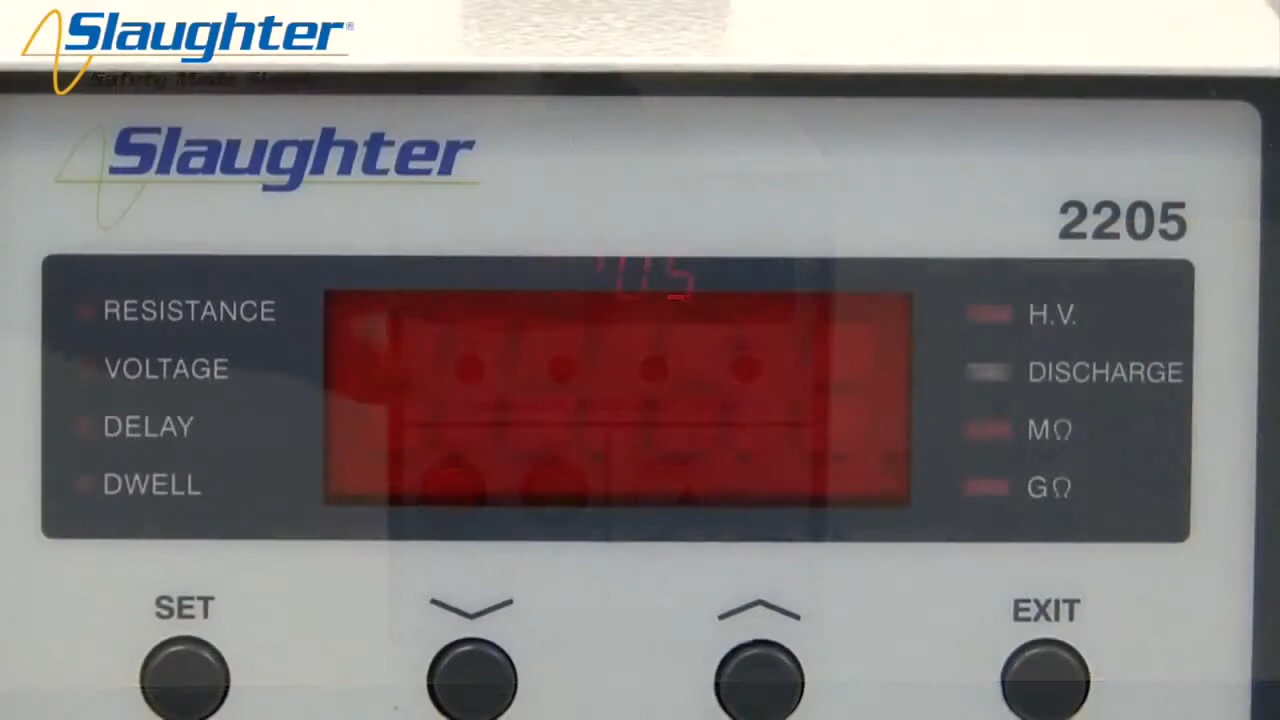 Slaughter®
Slaughter
2205
RESISTANCE
VOLTAGE
DELAY
DWELL
H.V.
DISCHARGE
MΩ
GΩ
SET
EXIT